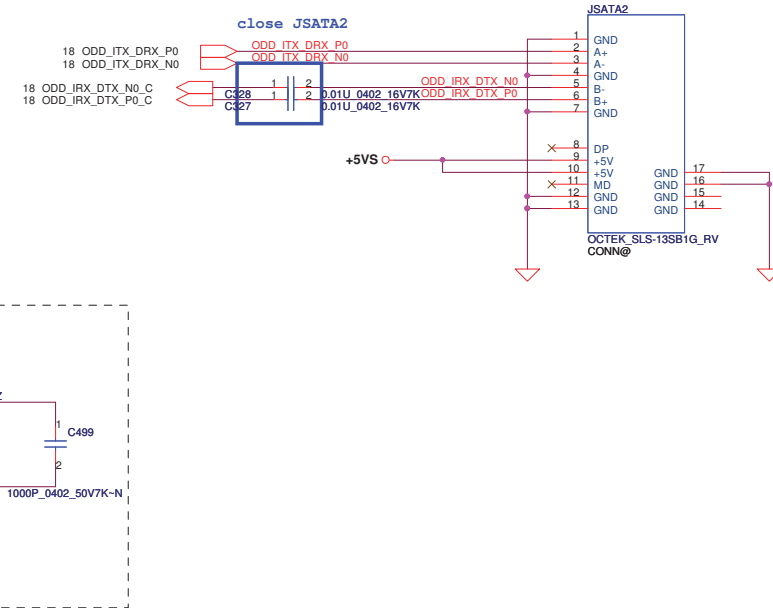 close JSATA2
JSATA2
18 ODD_ITX_DRX_P0
ODD_ITX_DRX_P0
18 ODD_ITX_DRX_N0
ODD_ITX_DRX_N0
18 ODD_IRX_DTX_N0_C
C328 1 2 0.01U_0402_16V7K
ODD_IRX_DTX_N0
18 ODD_IRX_DTX_P0_C
C327 1 2 0.01U_0402_16V7K
ODD_IRX_DTX_P0
1 GND
2 A+
3 A-
4 GND
5 B-
6 B+
7 GND
+5VS
8 DP
9 +5V
10 +5V
11 MD
12 GND
13 GND
GND 17
GND 16
GND 15
GND 14
OCTEK_SLS-13SB1G_RV
CONN@
1
C499
2
1000P_0402_50V7K~N